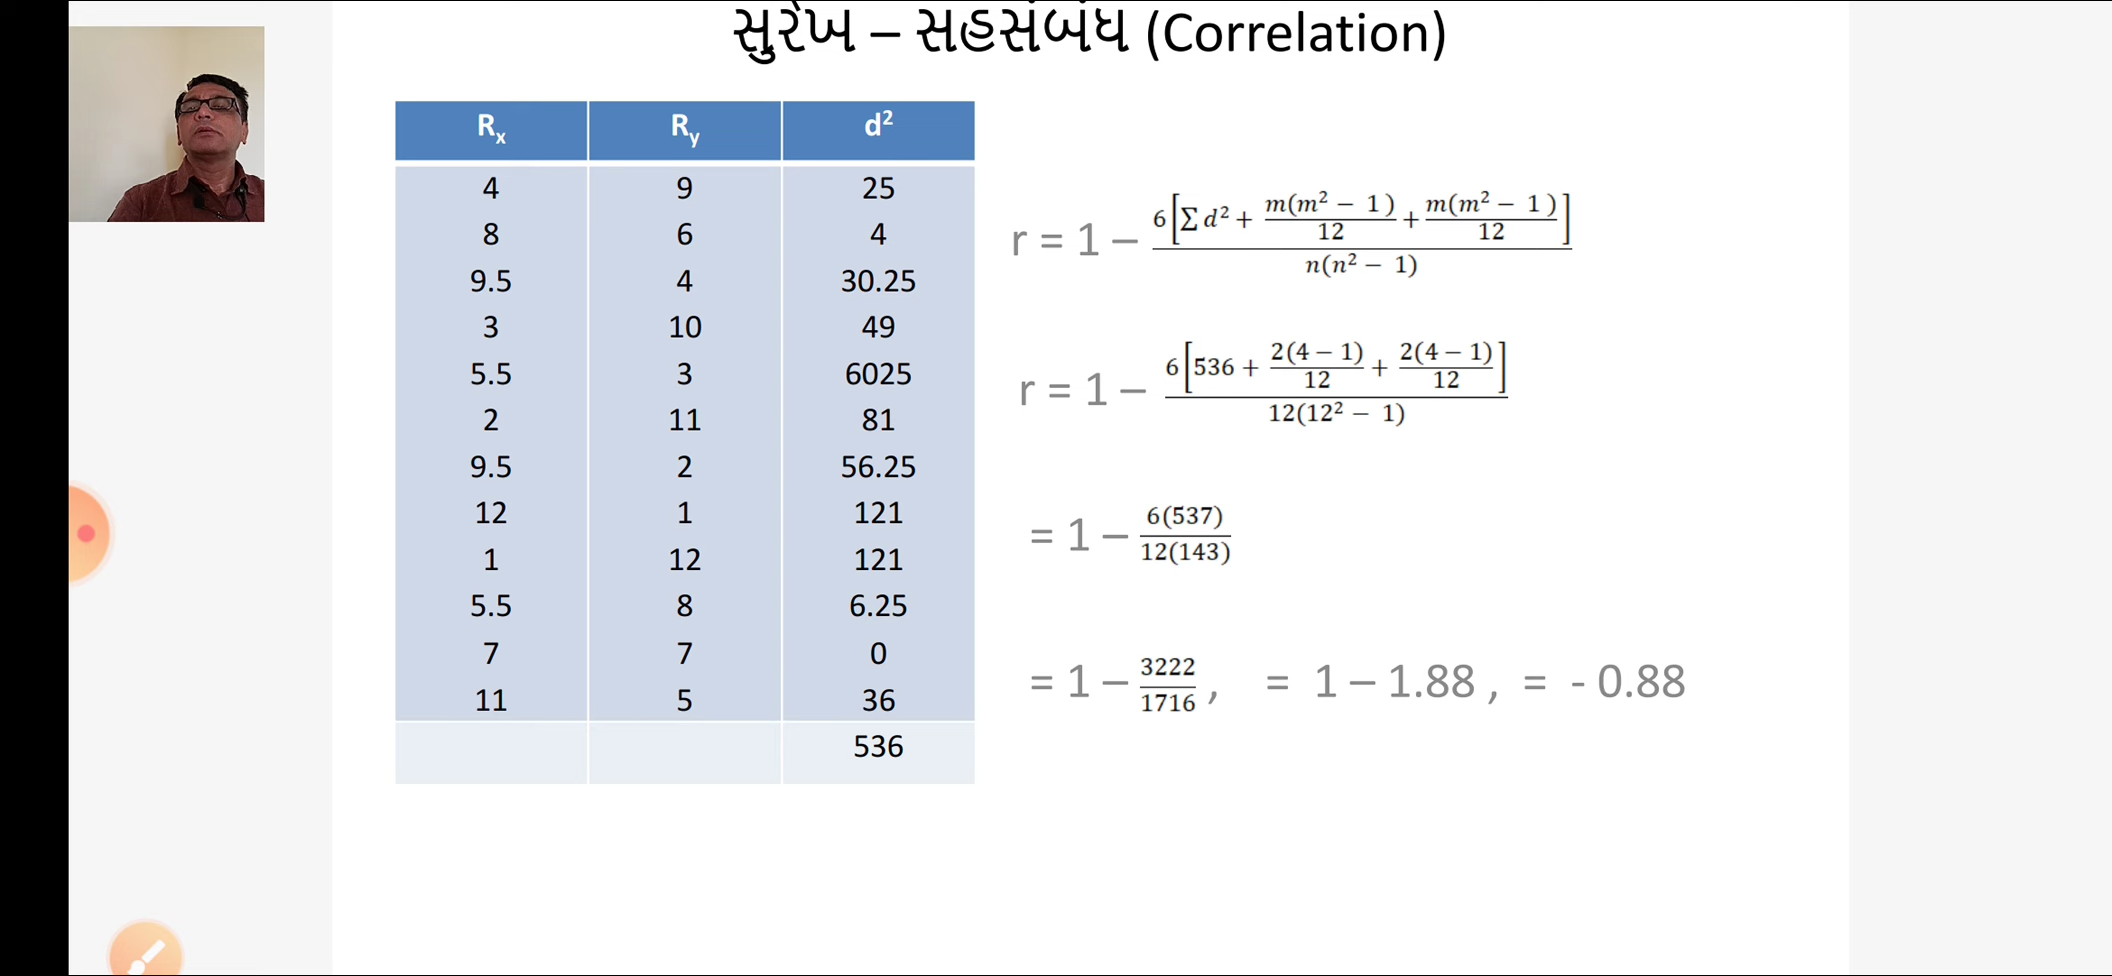 સુરેખ – સહસંબંધ (Correlation)
Rₓ Rᵧ d²
4 9 25
8 6 4
9.5 4 30.25
3 10 49
5.5 3 6025
2 11 81
9.5 2 56.25
12 1 121
1 12 121
5.5 8 6.25
7 7 0
11 5 36
536
r = 1 – 6[∑ d² + m(m² − 1)/12 + m(m² − 1)/12] / n(n² − 1)
r = 1 – 6[536 + 2(4 − 1)/12 + 2(4 − 1)/12] / 12(12² − 1)
= 1 – 6(537)/12(143)
= 1 – 3222/1716 , = 1 – 1.88 , = - 0.88